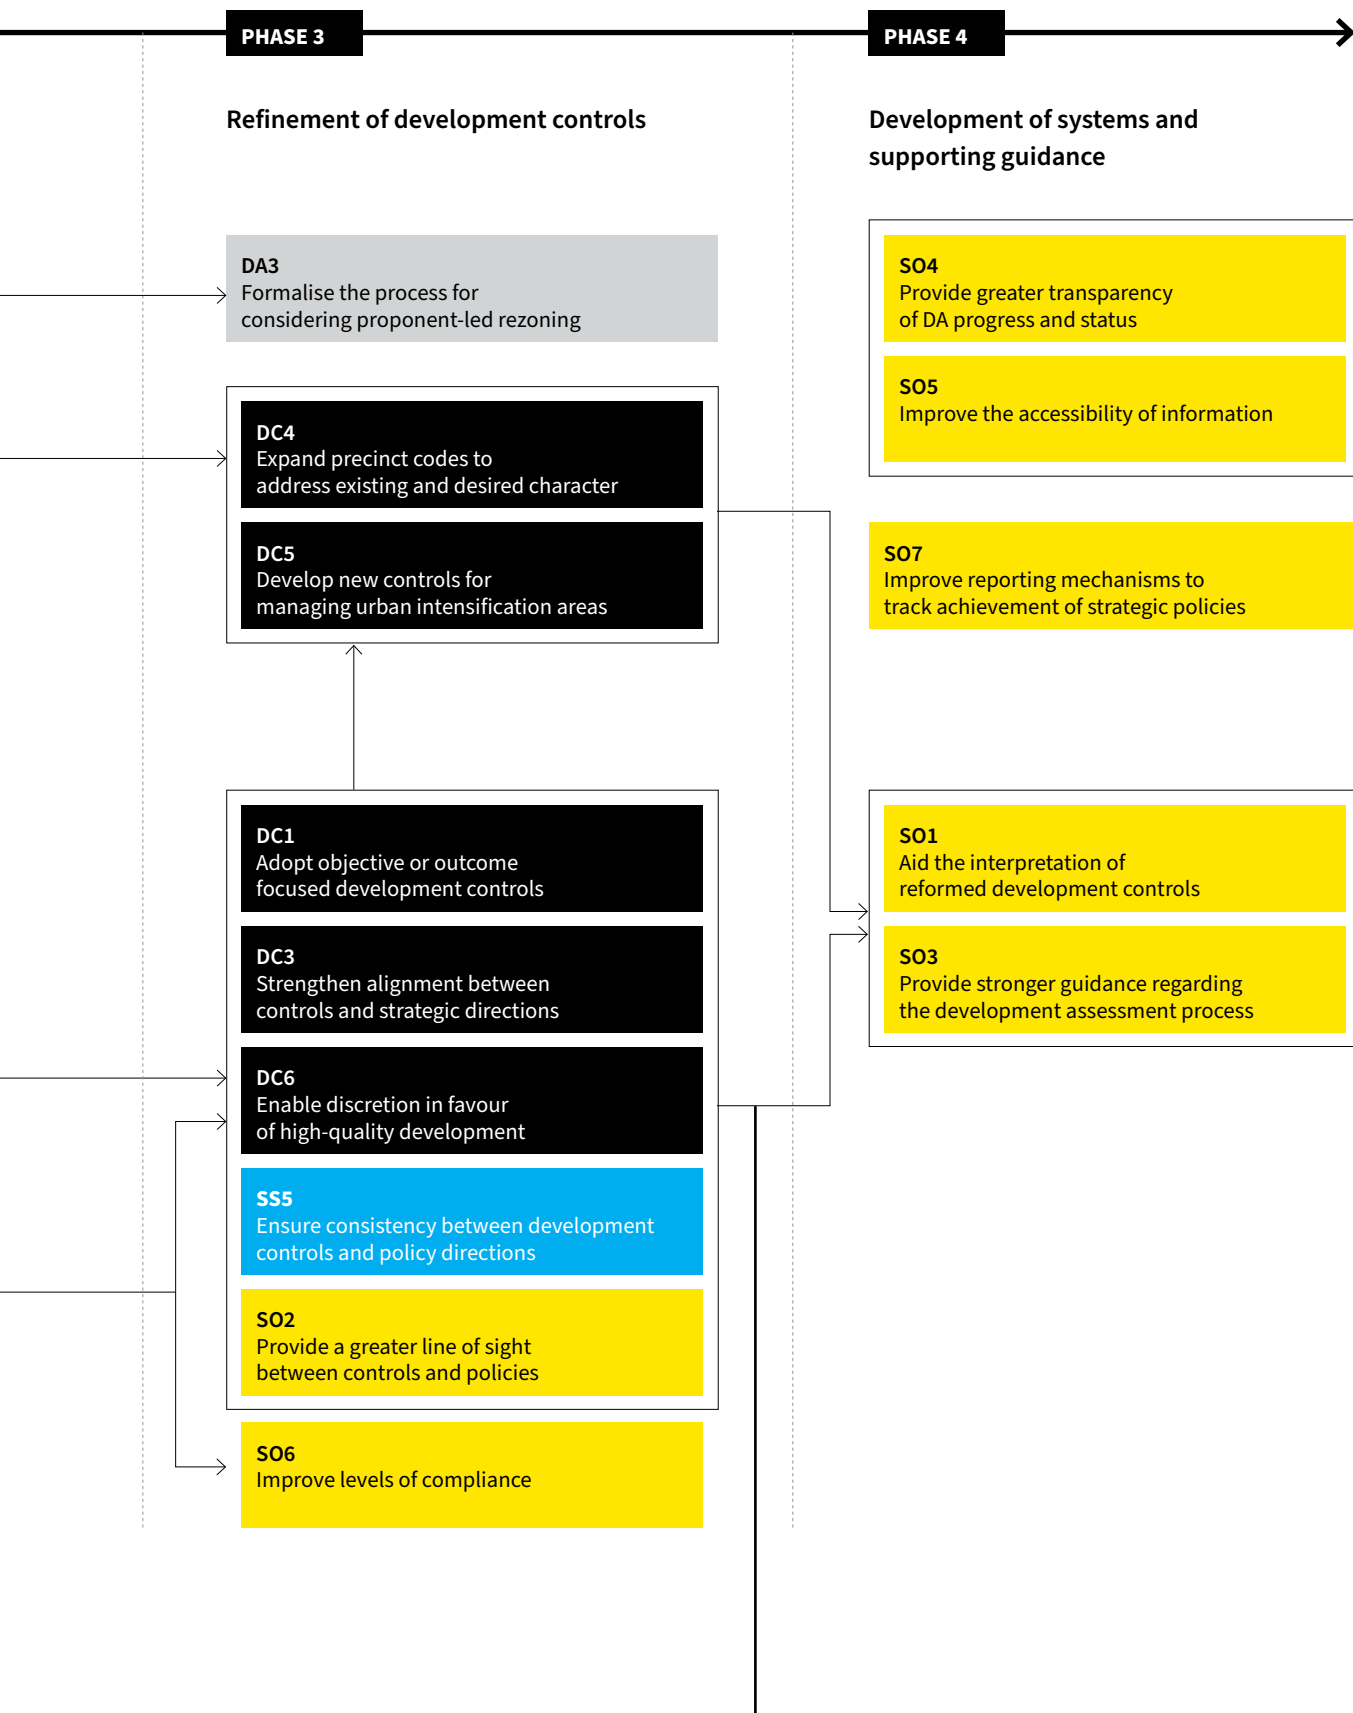 PHASE 3
Refinement of development controls
DA3
Formalise the process for
considering proponent-led rezoning
DC4
Expand precinct codes to
address existing and desired character
DC5
Develop new controls for
managing urban intensification areas
DC1
Adopt objective or outcome
focused development controls
DC3
Strengthen alignment between
controls and strategic directions
DC6
Enable discretion in favour
of high-quality development
SS5
Ensure consistency between development
controls and policy directions
SO2
Provide a greater line of sight
between controls and policies
SO6
Improve levels of compliance
PHASE 4
Development of systems and
supporting guidance
SO4
Provide greater transparency
of DA progress and status
SO5
Improve the accessibility of information
SO7
Improve reporting mechanisms to
track achievement of strategic policies
SO1
Aid the interpretation of
reformed development controls
SO3
Provide stronger guidance regarding
the development assessment process